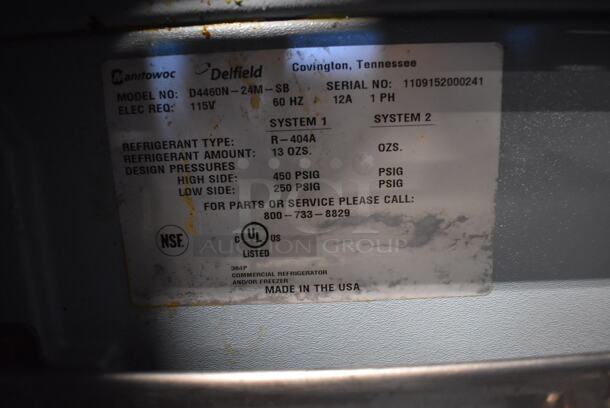 Manitowoc Delfield Covington, Tennessee
MODEL NO: D4460N-24M-SB SERIAL NO: 1109152000241
ELEC REQ: 115V 60 HZ 12A 1 PH
SYSTEM 1 SYSTEM 2
REFRIGERANT TYPE: R-404A
REFRIGERANT AMOUNT: 13 OZS. OZS.
DESIGN PRESSURES
HIGH SIDE: 450 PSIG PSIG
LOW SIDE: 250 PSIG PSIG
FOR PARTS OR SERVICE PLEASE CALL:
800-733-8829
NSF
C UL US
LISTED
AUCTION GROUP
COMMERCIAL REFRIGERATOR
AND/OR FREEZER
MADE IN THE USA